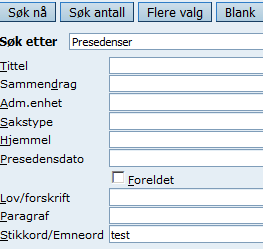 Søk nå Søk antall Flere valg Blank
Søk etter Presedenser
Tittel
Sammendrag
Adm.enhet
Sakstype
Hjemmel
Presedensdato
Foreldet
Lov/forskrift
Paragraf
Stikkord/Emneord test